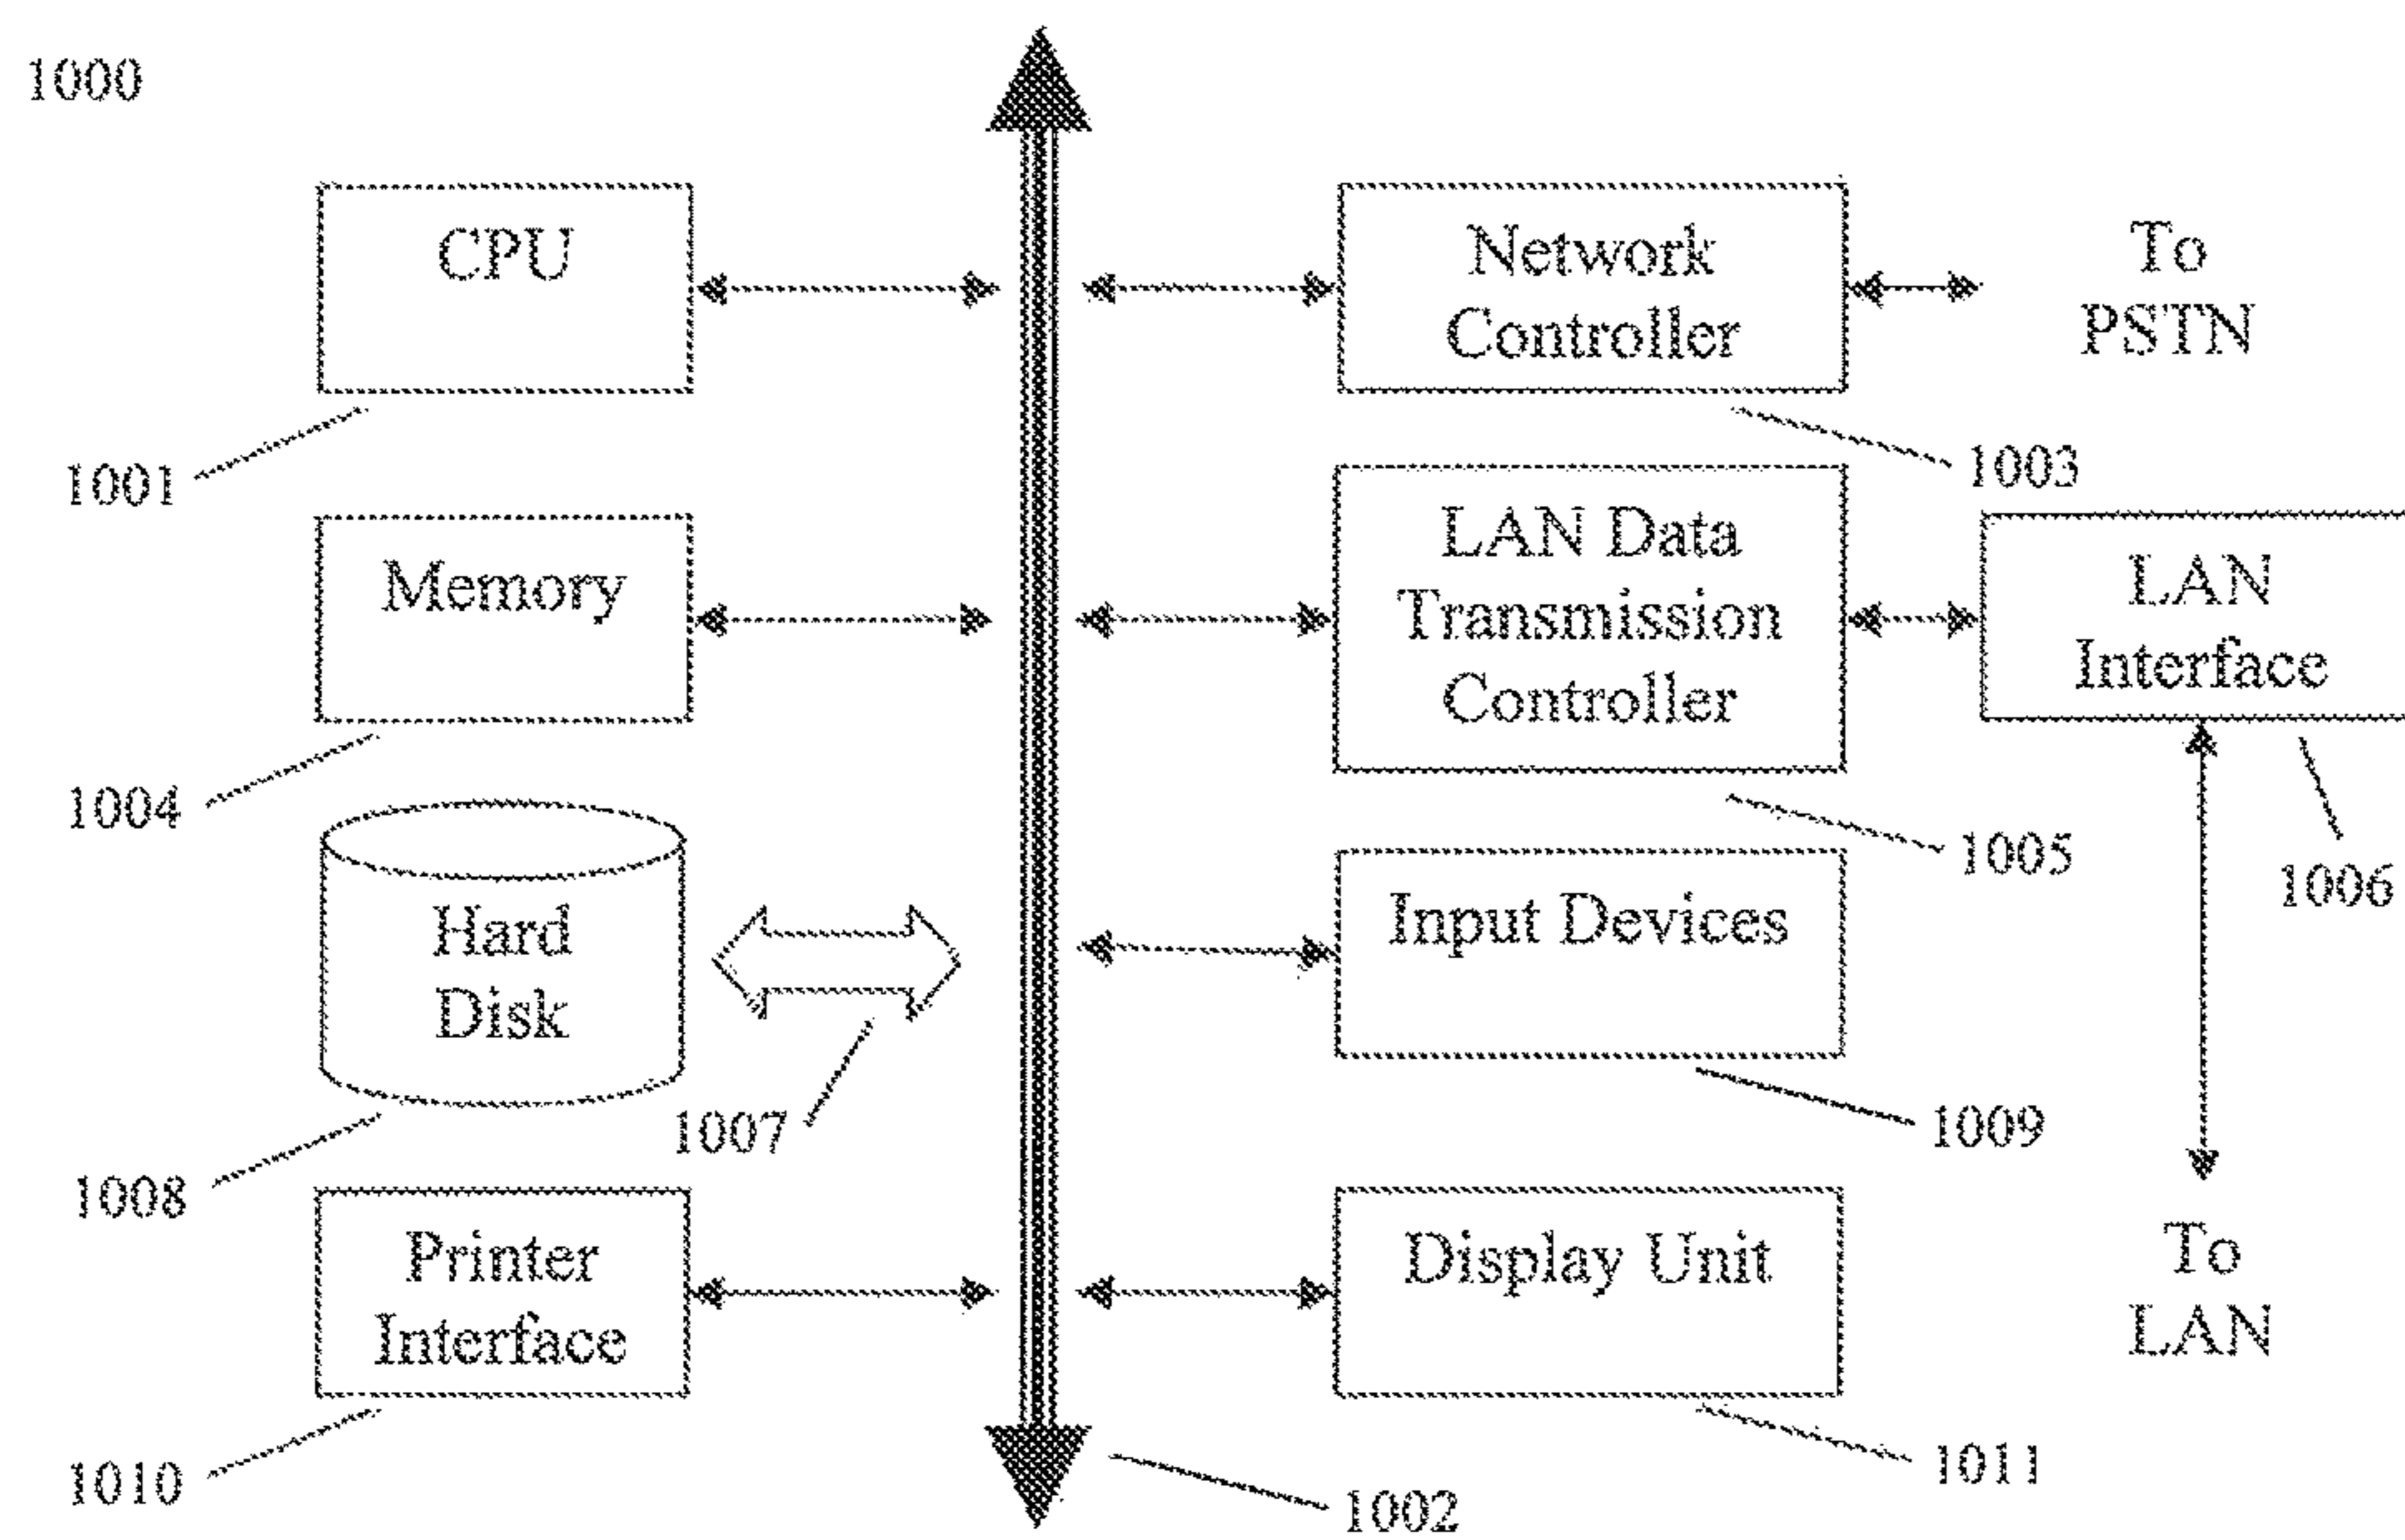 1000
CPU
Network
Controller
To
PSTN
1001
1003
Memory
LAN Data
Transmission
Controller
LAN
Interface
1004
1005
1006
Hard
Disk
Input Devices
1007
1009
1008
Printer
Interface
Display Unit
To
LAN
1010
1011
1002